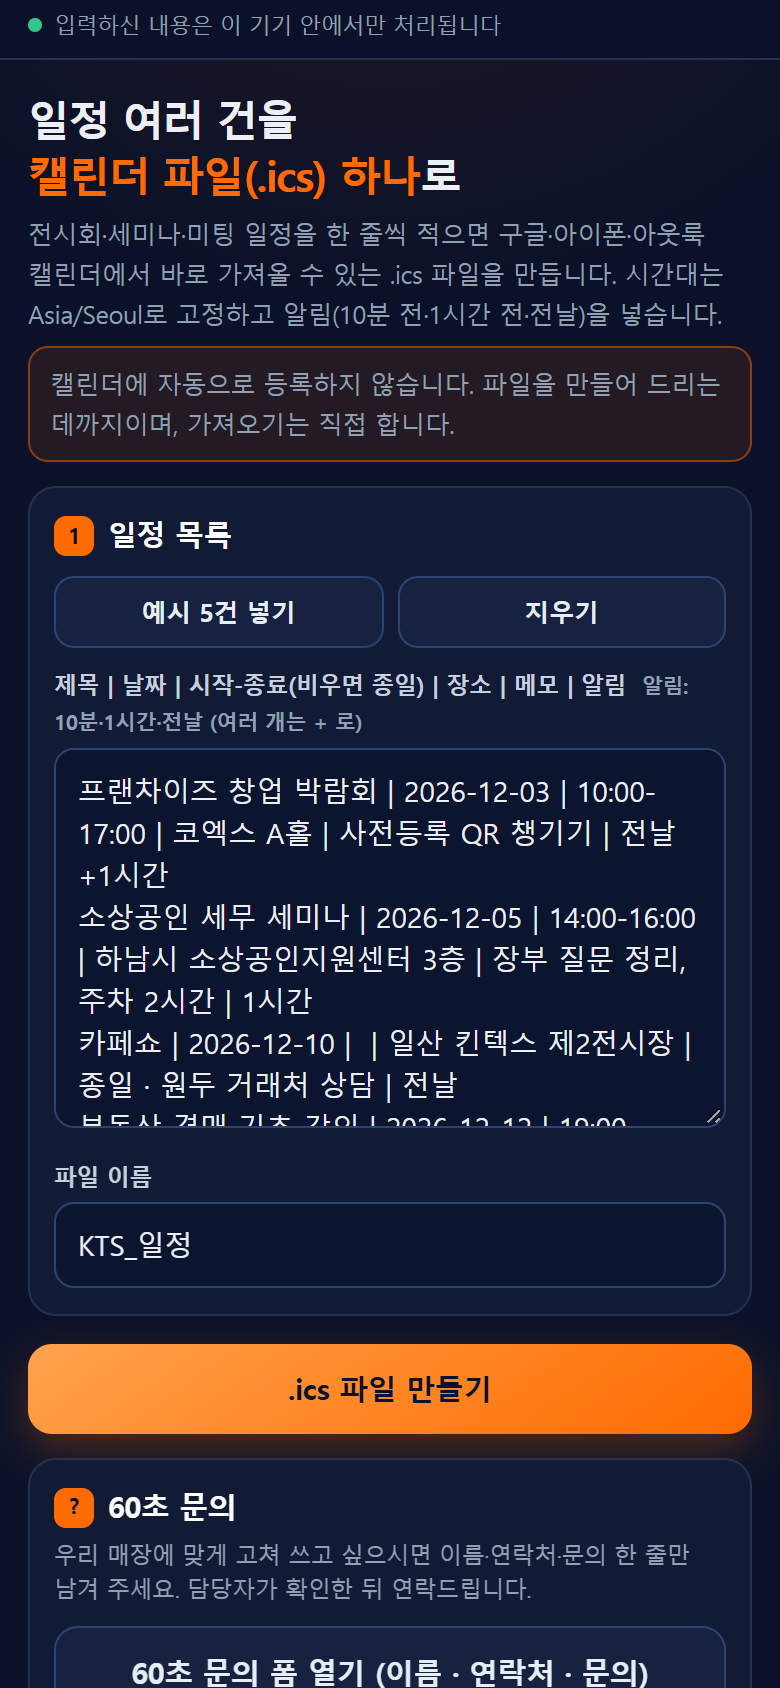 입력하신 내용은 이 기기 안에서만 처리됩니다
일정 여러 건을
캘린더 파일(.ics) 하나로
전시회·세미나·미팅 일정을 한 줄씩 적으면 구글·아이폰·아웃룩
캘린더에서 바로 가져올 수 있는 .ics 파일을 만듭니다. 시간대는
Asia/Seoul로 고정하고 알림(10분 전·1시간 전·전날)을 넣습니다.
캘린더에 자동으로 등록하지 않습니다. 파일을 만들어 드리는
데까지이며, 가져오기는 직접 합니다.
1 일정 목록
예시 5건 넣기 지우기
제목 | 날짜 | 시작-종료(비우면 종일) | 장소 | 메모 | 알림 알림:
10분·1시간·전날 (여러 개는 + 로)
프랜차이즈 창업 박람회 | 2026-12-03 | 10:00-
17:00 | 코엑스 A홀 | 사전등록 QR 챙기기 | 전날
+1시간
소상공인 세무 세미나 | 2026-12-05 | 14:00-16:00
| 하남시 소상공인지원센터 3층 | 장부 질문 정리,
주차 2시간 | 1시간
카페쇼 | 2026-12-10 | | 일산 킨텍스 제2전시장 |
종일 · 원두 거래처 상담 | 전날
부동산 경매 기초 강의 | 2026-12-12 | 19:00-
파일 이름
KTS_일정
.ics 파일 만들기
? 60초 문의
우리 매장에 맞게 고쳐 쓰고 싶으시면 이름·연락처·문의 한 줄만
남겨 주세요. 담당자가 확인한 뒤 연락드립니다.
60초 문의 폼 열기 (이름 · 연락처 · 문의)